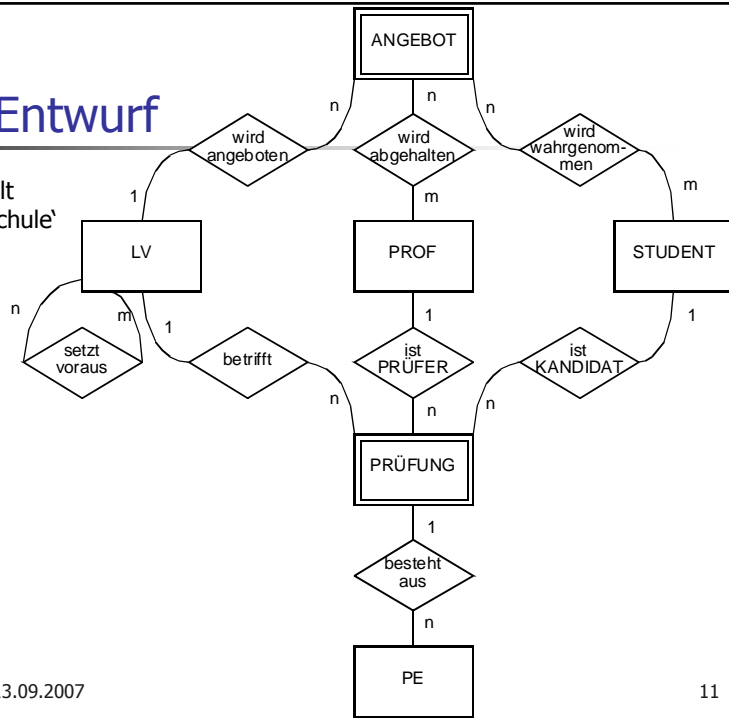 ANGEBOT
Entwurf
n
n
n
wird
angeboten
wird
abgehalten
wird
wahrgenom-
men
lt
chule‘
1
m
m
LV
PROF
STUDENT
n
m
1
1
1
setzt
voraus
betrifft
ist
PRÜFER
ist
KANDIDAT
n
n
n
PRÜFUNG
1
besteht
aus
n
PE
3.09.2007
11